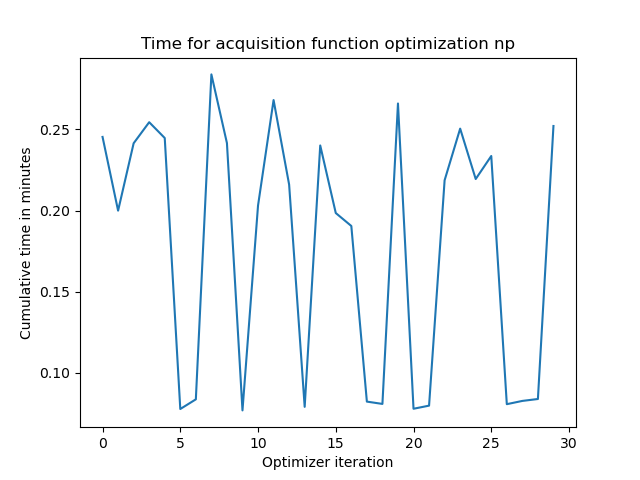 Time for acquisition function optimization np
Cumulative time in minutes
0.25
0.20
0.15
0.10
0 5 10 15 20 25 30
Optimizer iteration